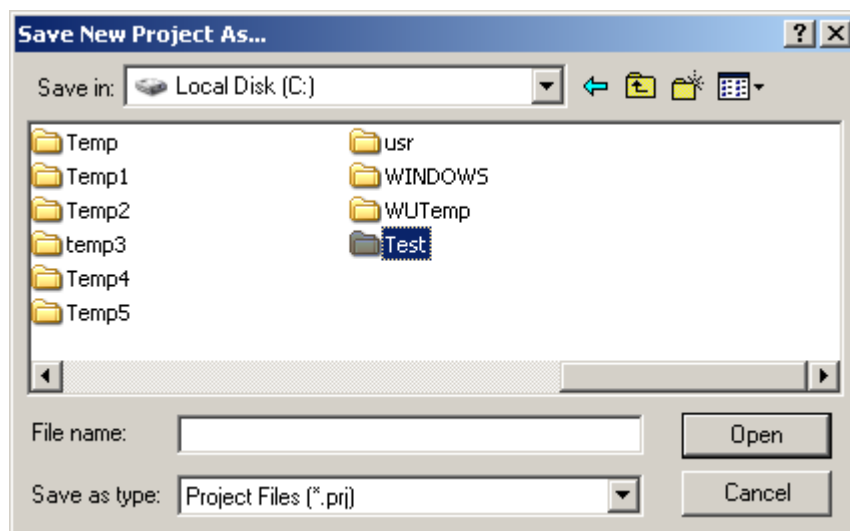 Save New Project As...
Save in: Local Disk (C:)
Temp usr
Temp1 WINDOWS
Temp2 WUTemp
temp3 Test
Temp4
Temp5
File name: Open
Save as type: Project Files (*.prj) Cancel